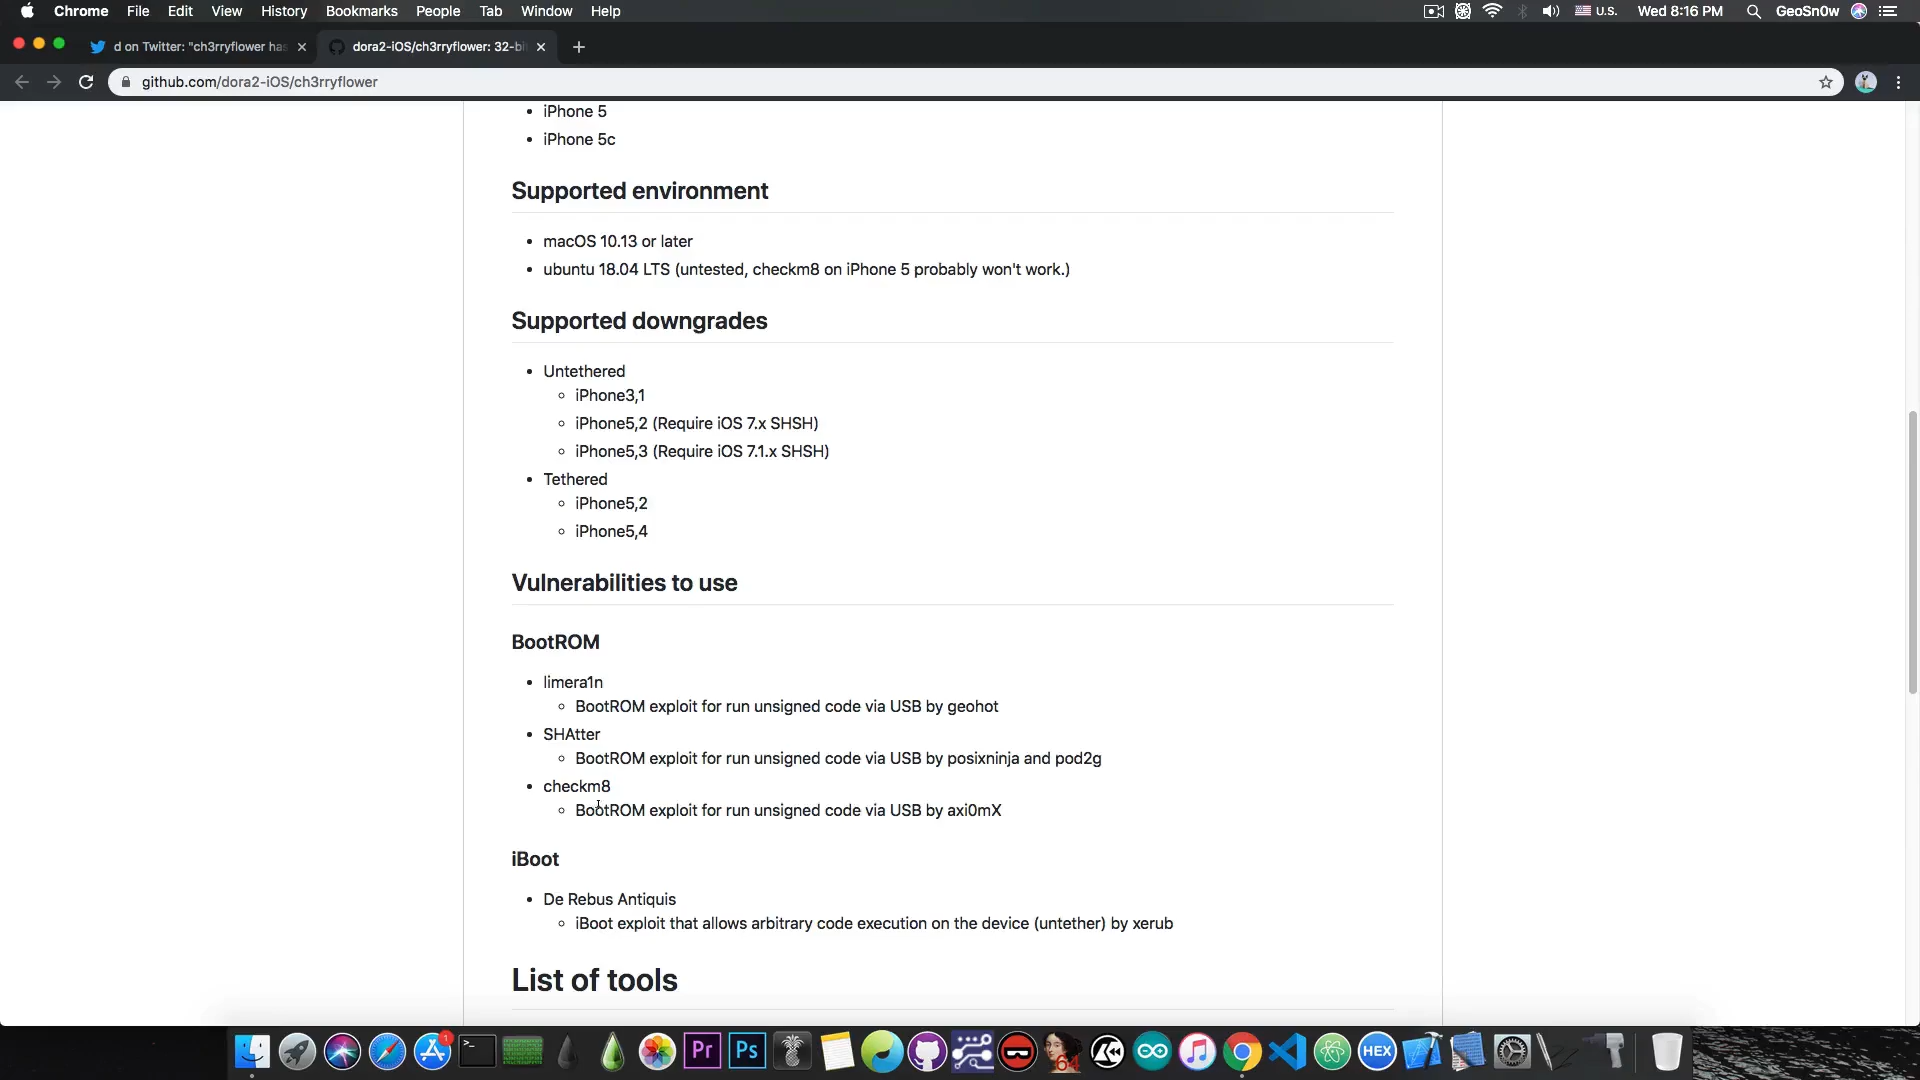 Chrome File Edit View History Bookmarks People Tab Window Help U.S. Wed 8:16 PM GeoSn0w
d on Twitter: "ch3rryflower has dora2-iOS/ch3rryflower: 32-bi
github.com/dora2-iOS/ch3rryflower
iPhone 5
iPhone 5c
Supported environment
macOS 10.13 or later
ubuntu 18.04 LTS (untested, checkm8 on iPhone 5 probably won't work.)
Supported downgrades
Untethered
iPhone3,1
iPhone5,2 (Require iOS 7.x SHSH)
iPhone5,3 (Require iOS 7.1.x SHSH)
Tethered
iPhone5,2
iPhone5,4
Vulnerabilities to use
BootROM
limera1n
BootROM exploit for run unsigned code via USB by geohot
SHAtter
BootROM exploit for run unsigned code via USB by posixninja and pod2g
checkm8
BootROM exploit for run unsigned code via USB by axi0mX
iBoot
De Rebus Antiquis
iBoot exploit that allows arbitrary code execution on the device (untether) by xerub
List of tools
1 >_ Pr Ps 64 HEX